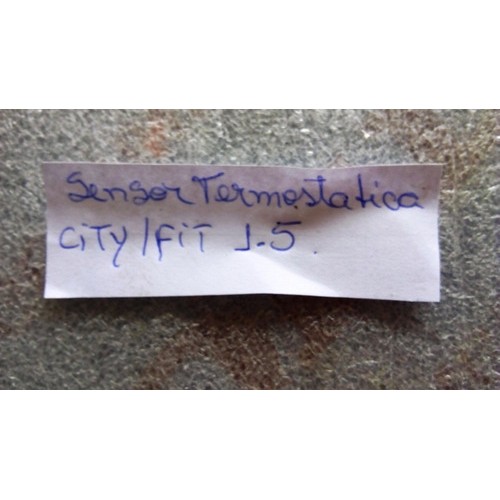 Sensor Termostatica
CiTy/FiT 1.5.